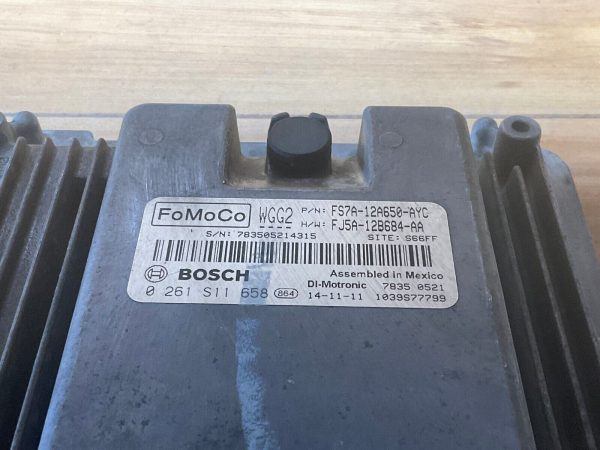 FoMoCo WGG2 P/N: FS7A-12A650-AYC
H/W: FJ5A-12B684-AA
S/N: 783505214315 SITE: S66FF
BOSCH Assembled in Mexico
DI-Motronic 7835 0521
0 261 S11 658 864 14-11-11 1039S77799